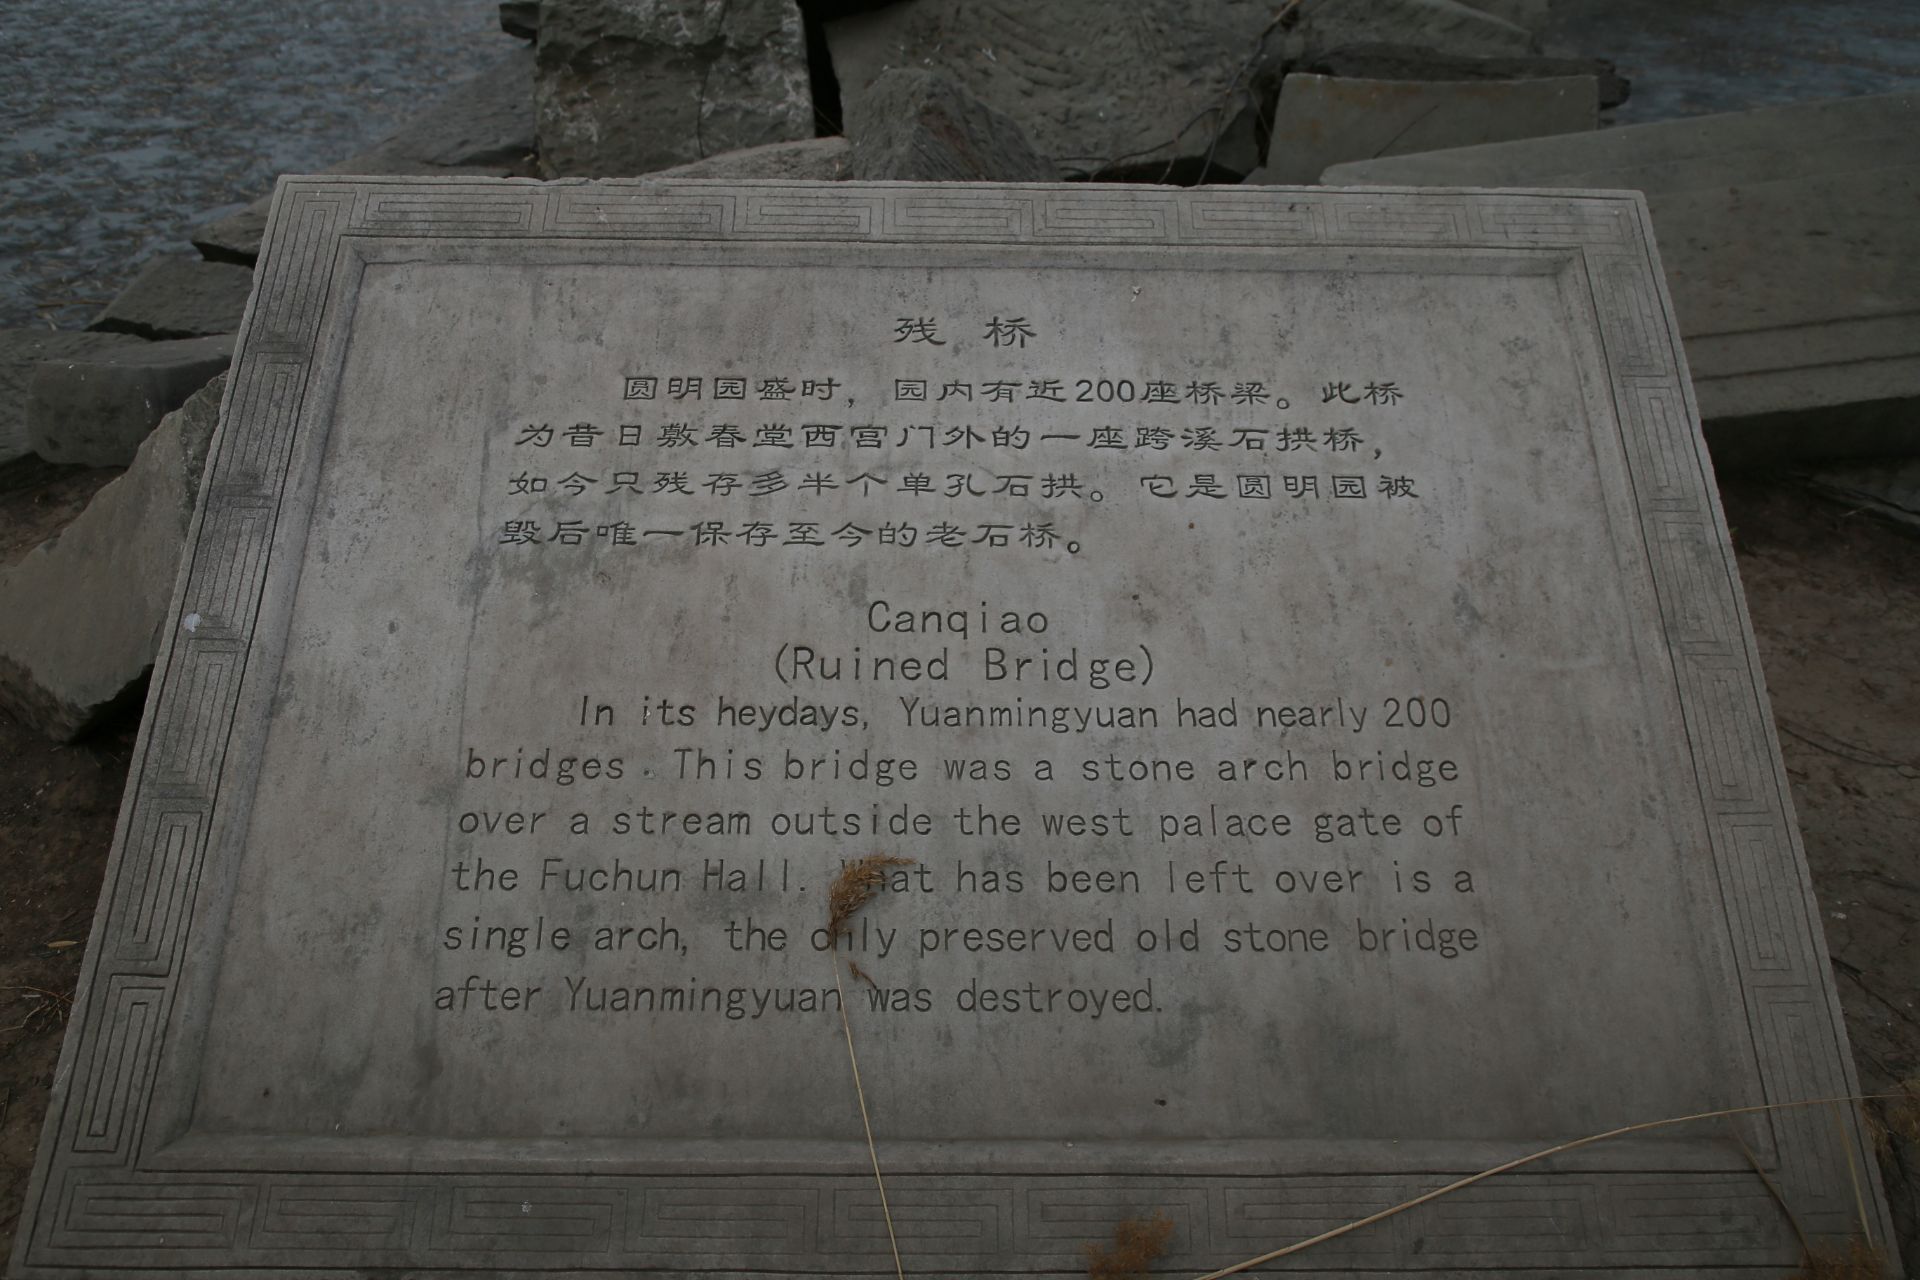 残 桥
圆明园盛时，园内有近200座桥梁。此桥
为昔日敷春堂西宫门外的一座跨溪石拱桥，
如今只残存多半个单孔石拱。它是圆明园被
毁后唯一保存至今的老石桥。
Canqiao
(Ruined Bridge)
In its heydays, Yuanmingyuan had nearly 200
bridges. This bridge was a stone arch bridge
over a stream outside the west palace gate of
the Fuchun Hall. What has been left over is a
single arch, the only preserved old stone bridge
after Yuanmingyuan was destroyed.